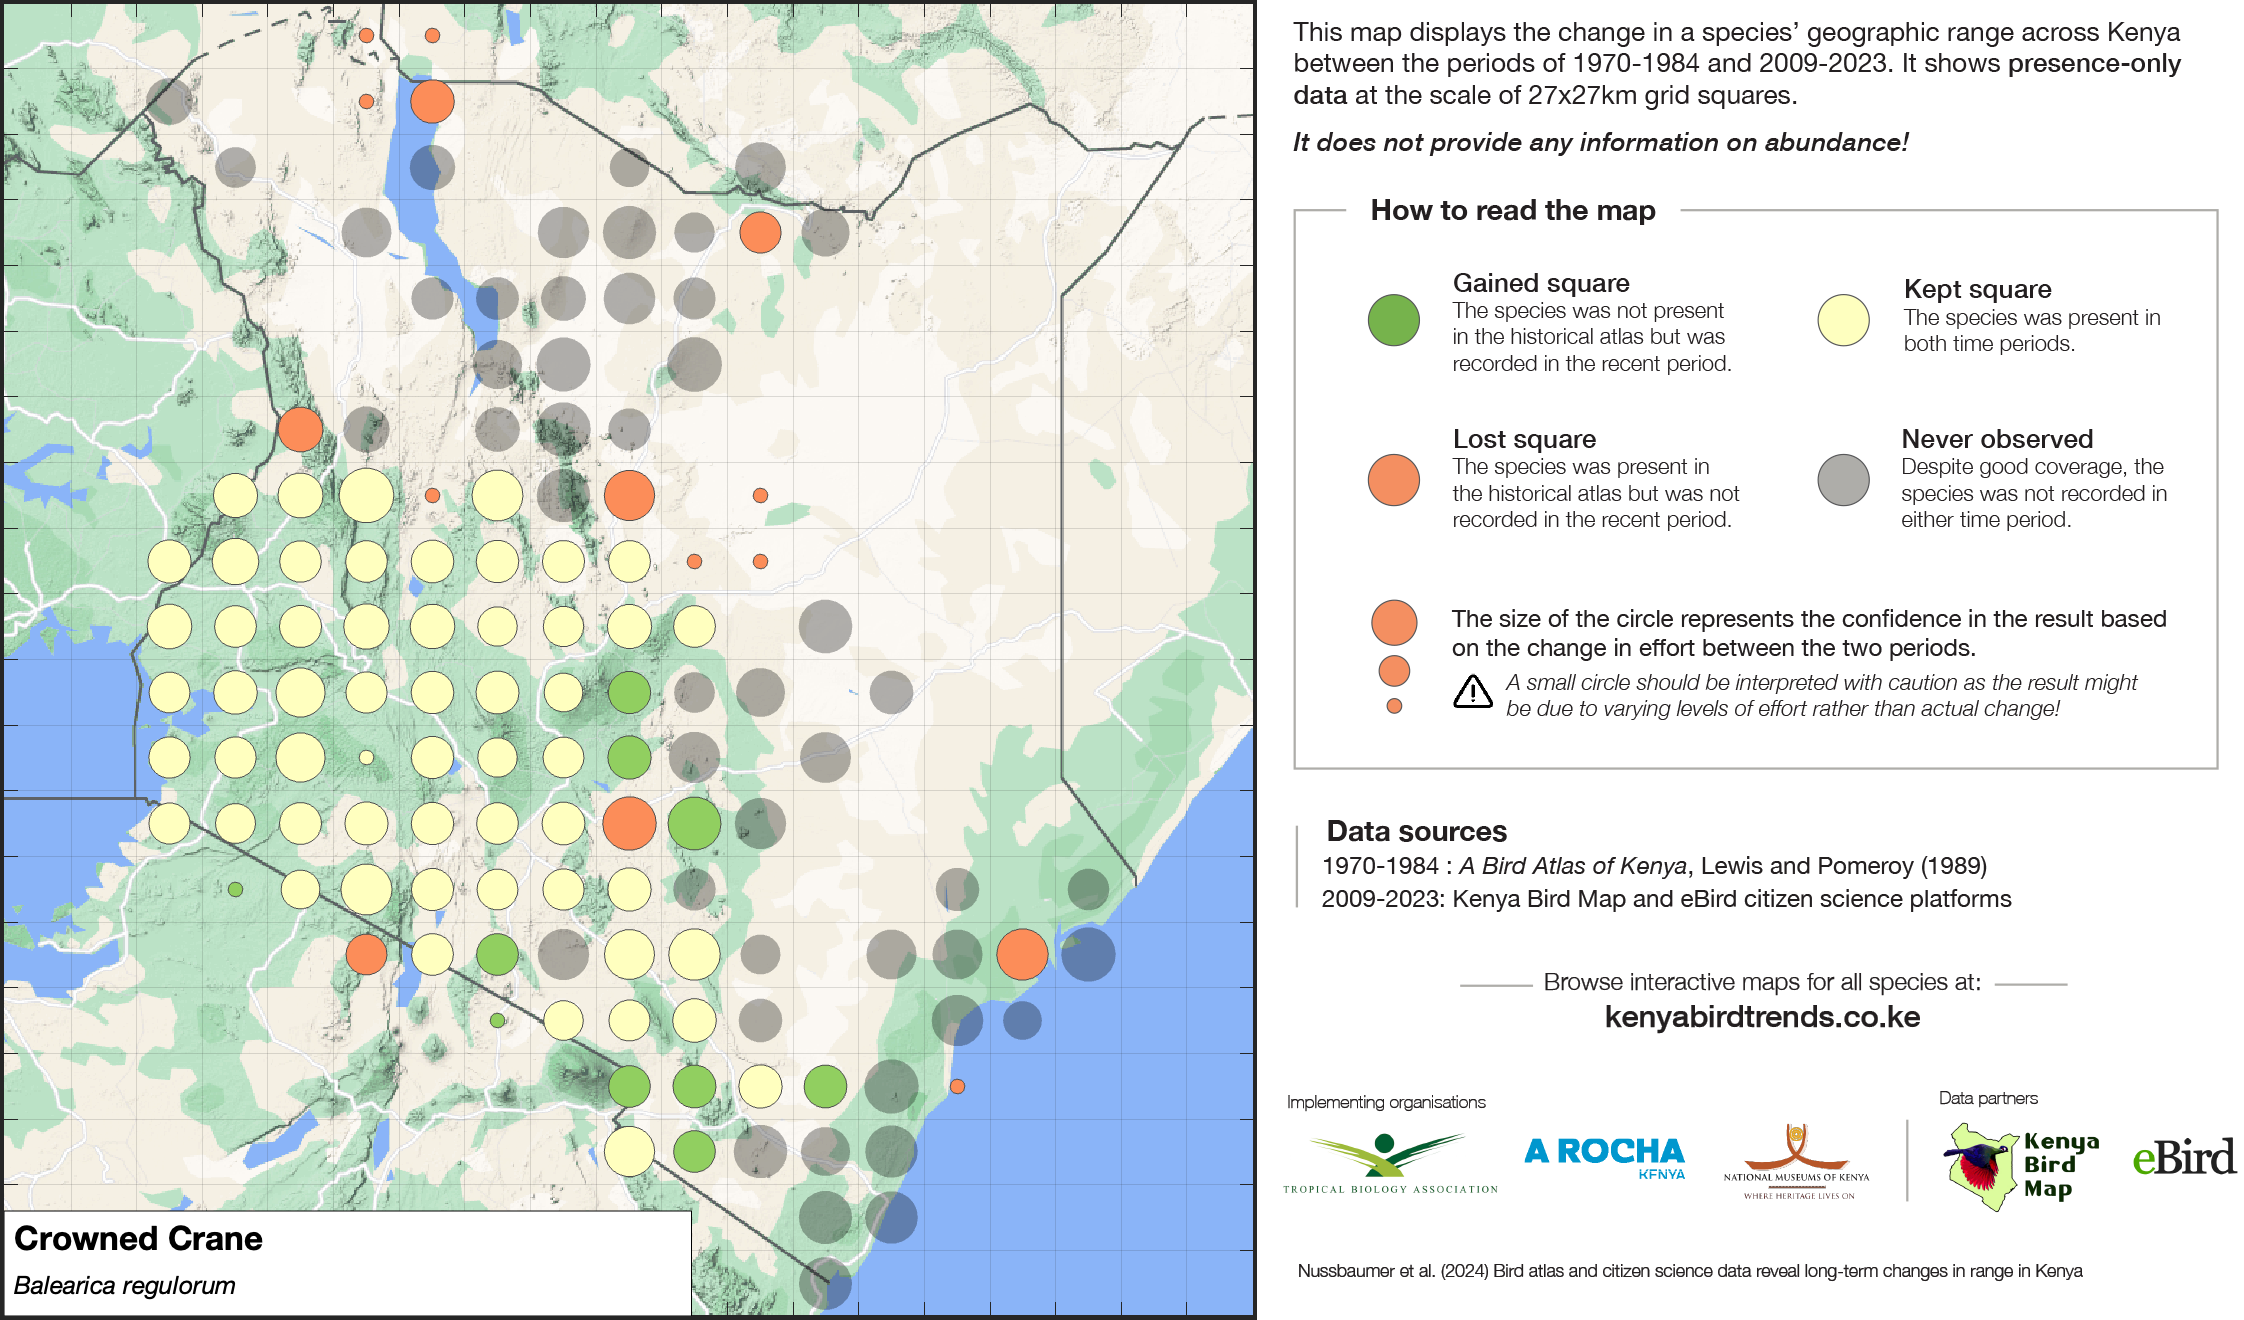 This map displays the change in a species’ geographic range across Kenya
between the periods of 1970-1984 and 2009-2023. It shows presence-only
data at the scale of 27x27km grid squares.
It does not provide any information on abundance!
How to read the map
Gained square
The species was not present
in the historical atlas but was
recorded in the recent period.
Kept square
The species was present in
both time periods.
Lost square
The species was present in
the historical atlas but was not
recorded in the recent period.
Never observed
Despite good coverage, the
species was not recorded in
either time period.
The size of the circle represents the confidence in the result based
on the change in effort between the two periods.
A small circle should be interpreted with caution as the result might
be due to varying levels of effort rather than actual change!
Data sources
1970-1984 : A Bird Atlas of Kenya, Lewis and Pomeroy (1989)
2009-2023: Kenya Bird Map and eBird citizen science platforms
Browse interactive maps for all species at:
kenyabirdtrends.co.ke
Implementing organisations
Data partners
TROPICAL BIOLOGY ASSOCIATION
A ROCHA
KENYA
NATIONAL MUSEUMS OF KENYA
WHERE HERITAGE LIVES ON
Kenya
Bird
Map
eBird
Crowned Crane
Balearica regulorum
Nussbaumer et al. (2024) Bird atlas and citizen science data reveal long-term changes in range in Kenya